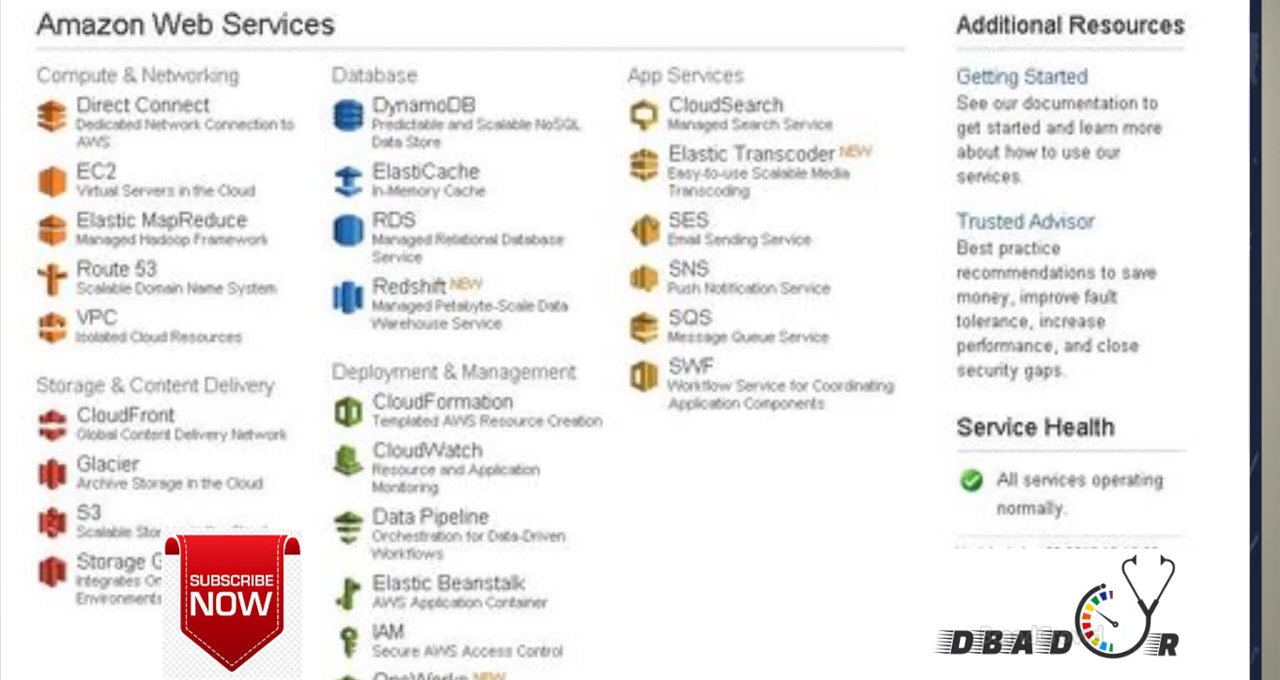 Amazon Web Services
Compute & Networking
Direct Connect
Dedicated Network Connection to
AWS
EC2
Virtual Servers in the Cloud
Elastic MapReduce
Managed Hadoop Framework
Route 53
Scalable Domain Name System
VPC
Isolated Cloud Resources
Storage & Content Delivery
CloudFront
Global Content Delivery Network
Glacier
Archive Storage in the Cloud
S3
Scalable
Storage
Integrates
Environments
SUBSCRIBE
NOW
Database
DynamoDB
Predictable and Scalable NoSQL
Data Store
ElastiCache
In-Memory Cache
RDS
Managed Relational Database
Service
Redshift NEW
Managed Petabyte-Scale Data
Warehouse Service
Deployment & Management
CloudFormation
Templated AWS Resource Creation
CloudWatch
Resource and Application
Monitoring
Data Pipeline
Orchestration for Data-Driven
Workflows
Elastic Beanstalk
AWS Application Container
IAM
Secure AWS Access Control
OpsWorks NEW
App Services
CloudSearch
Managed Search Service
Elastic Transcoder NEW
Easy-to-use Scalable Media
Transcoding
SES
Email Sending Service
SNS
Push Notification Service
SQS
Message Queue Service
SWF
Workflow Service for Coordinating
Application Components
Additional Resources
Getting Started
See our documentation to
get started and learn more
about how to use our
services.
Trusted Advisor
Best practice
recommendations to save
money, improve fault
tolerance, increase
performance, and close
security gaps.
Service Health
All services operating
normally.
DBAD R